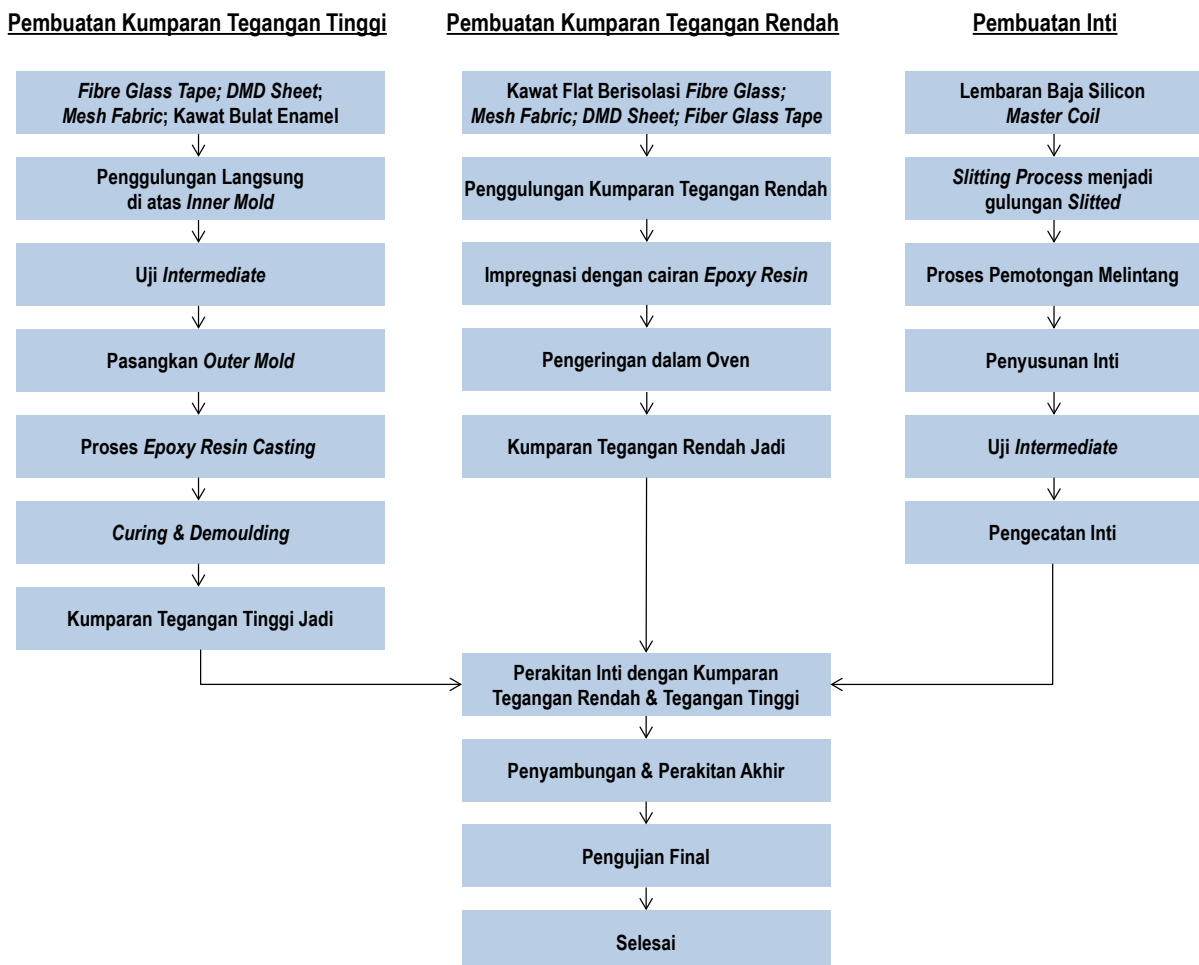 Pembuatan Kumparan Tegangan Tinggi
Fibre Glass Tape; DMD Sheet;
Mesh Fabric; Kawat Bulat Enamel
Penggulungan Langsung
di atas Inner Mold
Uji Intermediate
Pasangkan Outer Mold
Proses Epoxy Resin Casting
Curing & Demoulding
Kumparan Tegangan Tinggi Jadi
Pembuatan Kumparan Tegangan Rendah
Kawat Flat Berisolasi Fibre Glass;
Mesh Fabric; DMD Sheet; Fiber Glass Tape
Penggulungan Kumparan Tegangan Rendah
Impregnasi dengan cairan Epoxy Resin
Pengeringan dalam Oven
Kumparan Tegangan Rendah Jadi
Pembuatan Inti
Lembaran Baja Silicon
Master Coil
Slitting Process menjadi
gulungan Slitted
Proses Pemotongan Melintang
Penyusunan Inti
Uji Intermediate
Pengecatan Inti
Perakitan Inti dengan Kumparan
Tegangan Rendah & Tegangan Tinggi
Penyambungan & Perakitan Akhir
Pengujian Final
Selesai